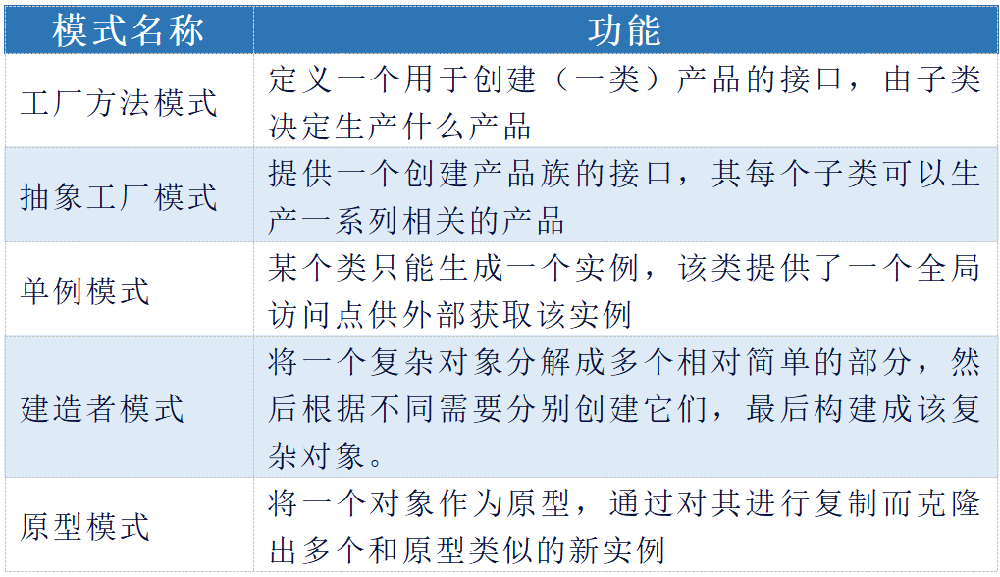 模式名称
功能
工厂方法模式
定义一个用于创建（一类）产品的接口，由子类
决定生产什么产品
抽象工厂模式
提供一个创建产品族的接口，其每个子类可以生
产一系列相关的产品
单例模式
某个类只能生成一个实例，该类提供了一个全局
访问点供外部获取该实例
建造者模式
将一个复杂对象分解成多个相对简单的部分，然
后根据不同需要分别创建它们，最后构建成该复
杂对象。
原型模式
将一个对象作为原型，通过对其进行复制而克隆
出多个和原型类似的新实例